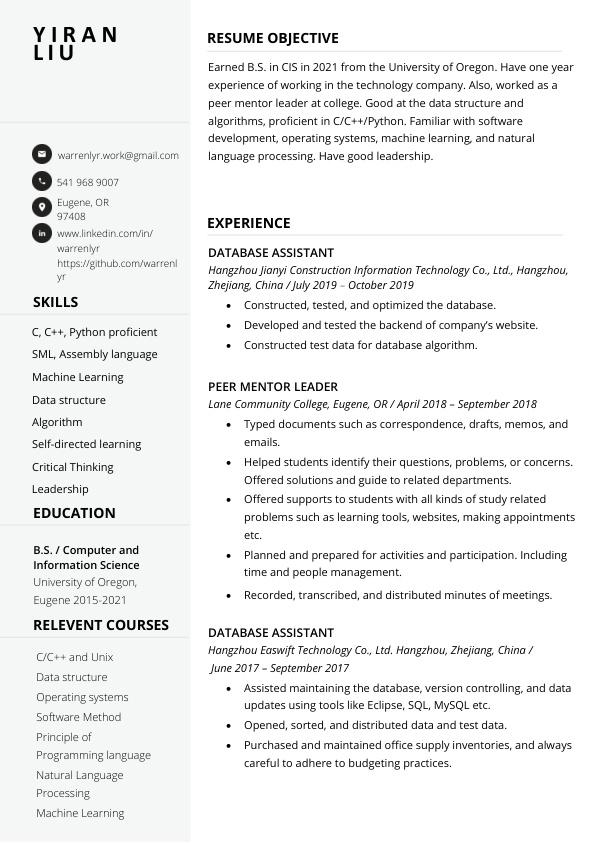 YIRAN
LIU
warrenlyr.work@gmail.com
541 968 9007
Eugene, OR
97408
www.linkedin.com/in/
warrenlyr
https://github.com/warrenl
yr
SKILLS
C, C++, Python proficient
SML, Assembly language
Machine Learning
Data structure
Algorithm
Self-directed learning
Critical Thinking
Leadership
EDUCATION
B.S. / Computer and
Information Science
University of Oregon,
Eugene 2015-2021
RELEVENT COURSES
C/C++ and Unix
Data structure
Operating systems
Software Method
Principle of
Programming language
Natural Language
Processing
Machine Learning
RESUME OBJECTIVE
Earned B.S. in CIS in 2021 from the University of Oregon. Have one year
experience of working in the technology company. Also, worked as a
peer mentor leader at college. Good at the data structure and
algorithms, proficient in C/C++/Python. Familiar with software
development, operating systems, machine learning, and natural
language processing. Have good leadership.
EXPERIENCE
DATABASE ASSISTANT
Hangzhou Jianyi Construction Information Technology Co., Ltd., Hangzhou,
Zhejiang, China / July 2019 – October 2019
• Constructed, tested, and optimized the database.
• Developed and tested the backend of company’s website.
• Constructed test data for database algorithm.
PEER MENTOR LEADER
Lane Community College, Eugene, OR / April 2018 – September 2018
• Typed documents such as correspondence, drafts, memos, and
emails.
• Helped students identify their questions, problems, or concerns.
Offered solutions and guide to related departments.
• Offered supports to students with all kinds of study related
problems such as learning tools, websites, making appointments
etc.
• Planned and prepared for activities and participation. Including
time and people management.
• Recorded, transcribed, and distributed minutes of meetings.
DATABASE ASSISTANT
Hangzhou Easwift Technology Co., Ltd. Hangzhou, Zhejiang, China /
June 2017 – September 2017
• Assisted maintaining the database, version controlling, and data
updates using tools like Eclipse, SQL, MySQL etc.
• Opened, sorted, and distributed data and test data.
• Purchased and maintained office supply inventories, and always
careful to adhere to budgeting practices.